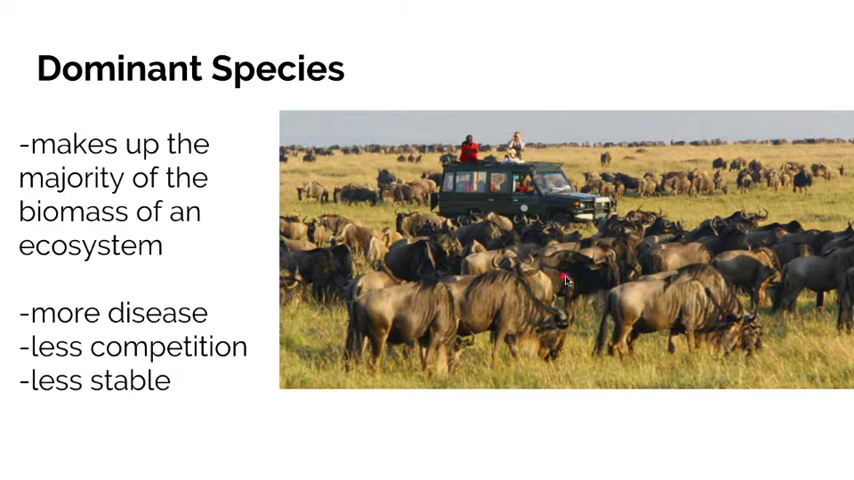 Dominant Species
-makes up the
majority of the
biomass of an
ecosystem
-more disease
-less competition
-less stable